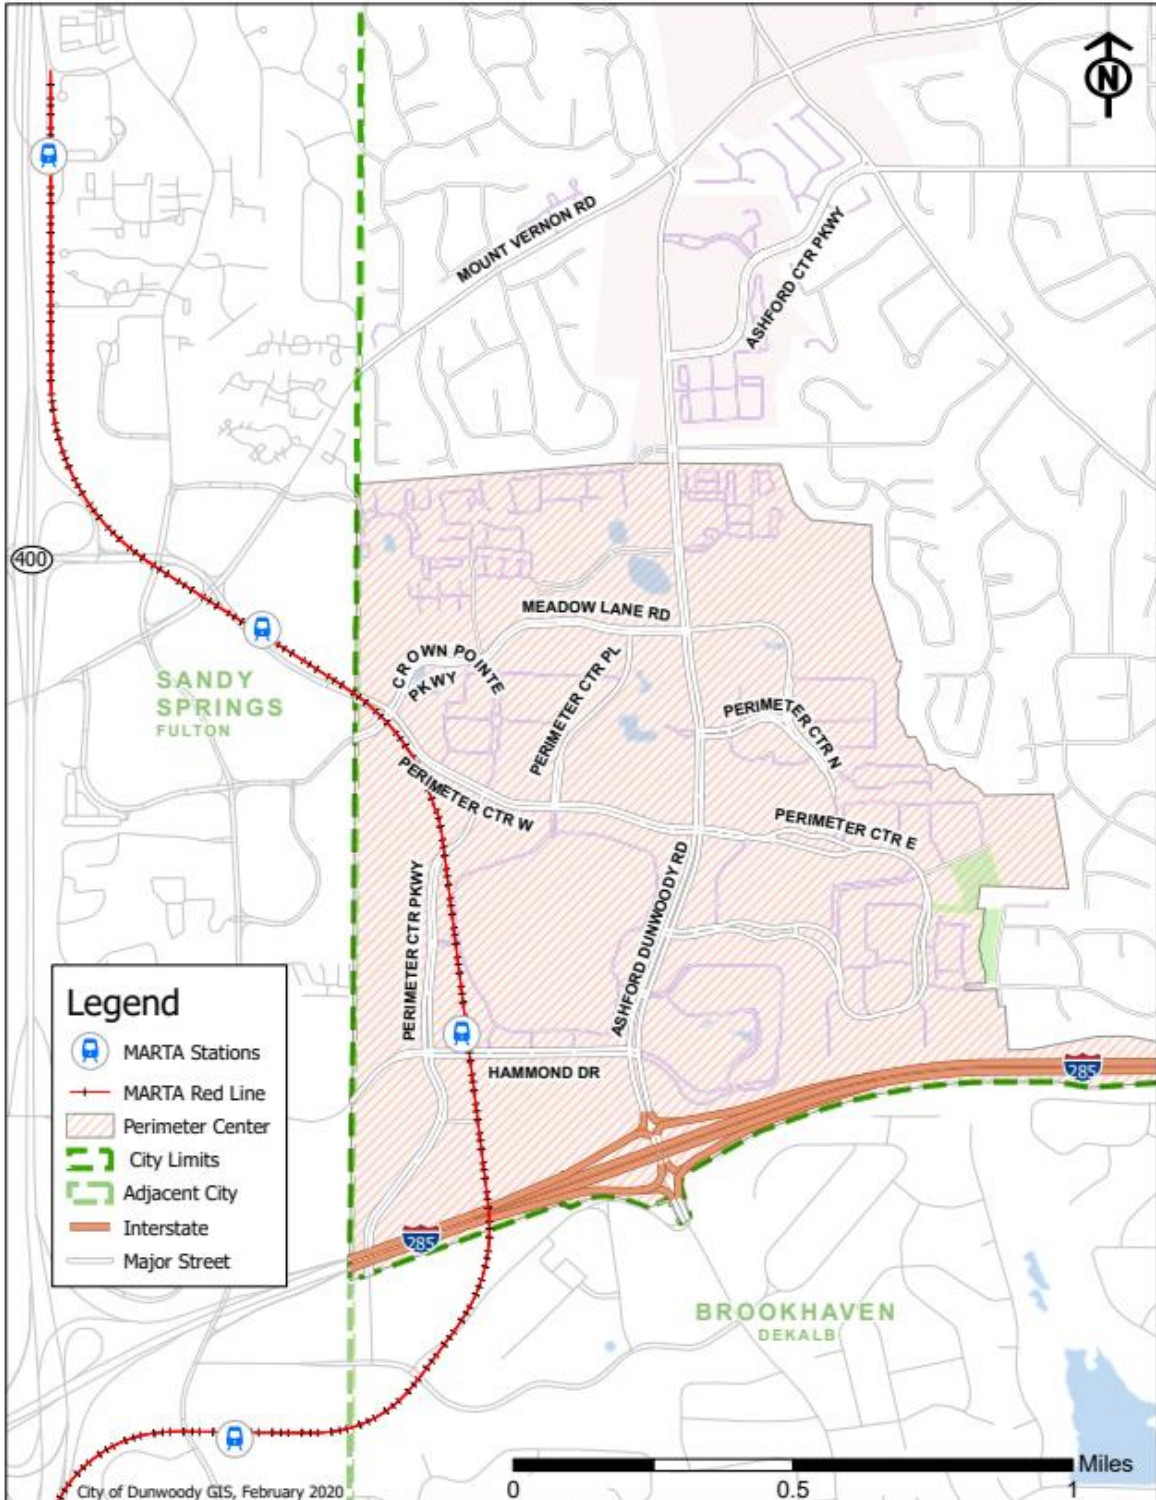 N
MOUNT VERNON RD
ASHFORD CTR PKWY
400
MEADOW LANE RD
CROWN POINTE
PKWY
PERIMETER CTR PL
SANDY
SPRINGS
FULTON
PERIMETER CTR N
PERIMETER CTR W
PERIMETER CTR E
PERIMETER CTR PKWY
ASHFORD DUNWOODY RD
HAMMOND DR
285
285
Legend
MARTA Stations
MARTA Red Line
Perimeter Center
City Limits
Adjacent City
Interstate
Major Street
BROOKHAVEN
DEKALB
Miles
0 0.5 1
City of Dunwoody GIS, February 2020